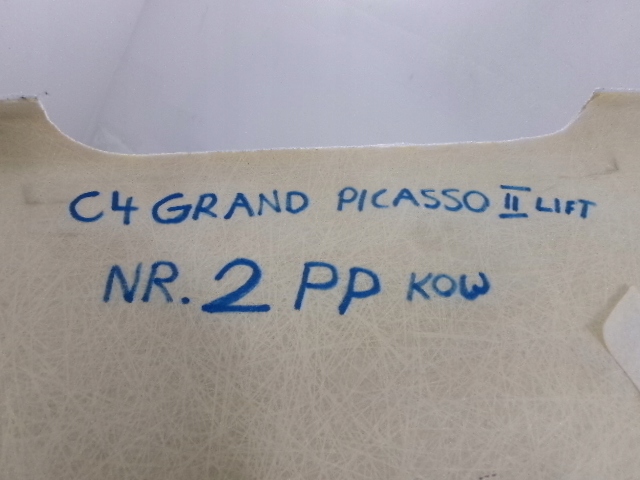 C4 GRAND PICASSO II LIFT
NR. 2 PP KOW